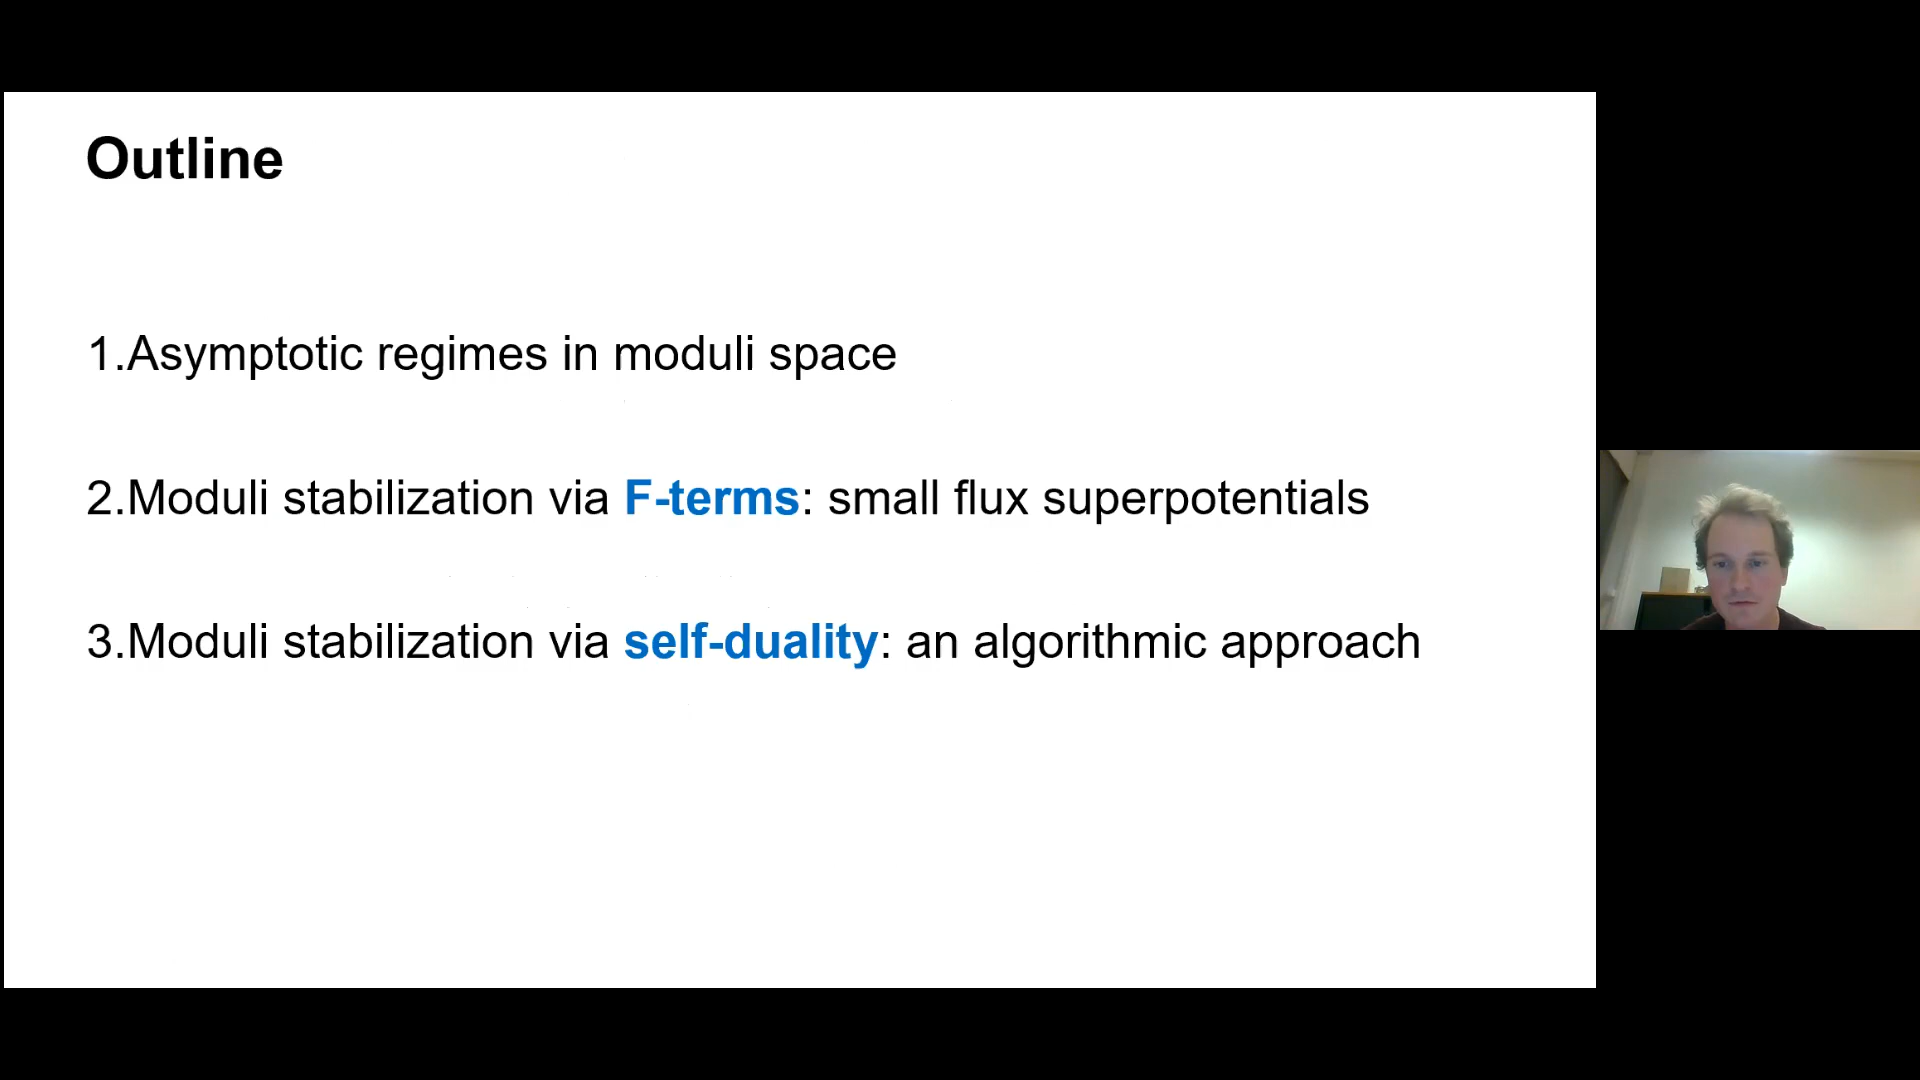 Outline
1.Asymptotic regimes in moduli space
2.Moduli stabilization via F-terms: small flux superpotentials
3.Moduli stabilization via self-duality: an algorithmic approach